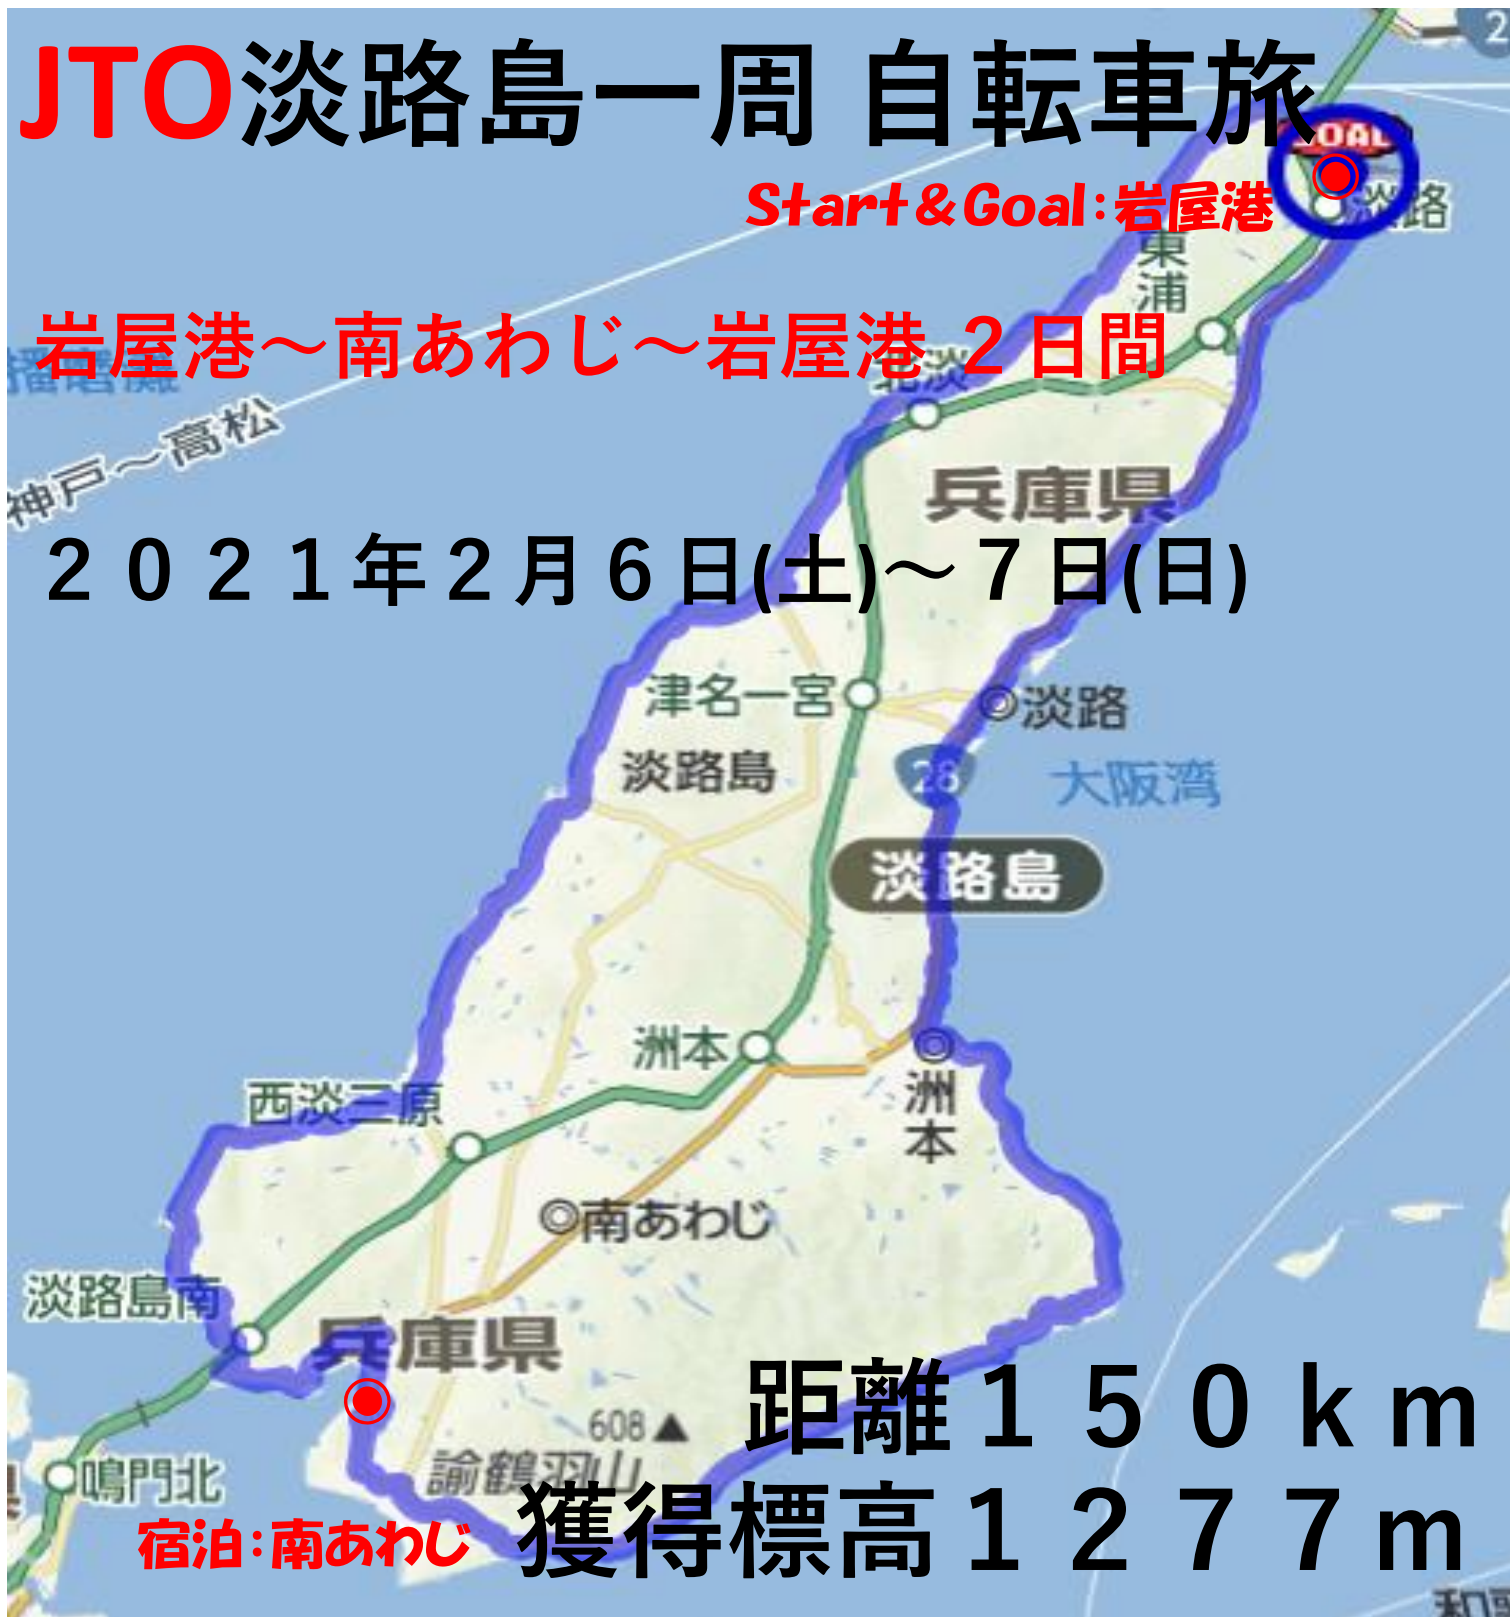 JTO淡路島一周 自転車旅
GOAL
Start＆Goal：岩屋港
淡路
東浦
岩屋港～南あわじ～岩屋港 ２日間
播磨灘
北淡
神戸～高松
兵庫県
２０２１年２月６日(土)～７日(日)
津名一宮
淡路
淡路島
28
大阪湾
淡路島
洲本
洲本
西淡三原
南あわじ
淡路島南
兵庫県
距離１５０ｋｍ
608▲
諭鶴羽山
鳴門北
獲得標高１２７７ｍ
宿泊：南あわじ